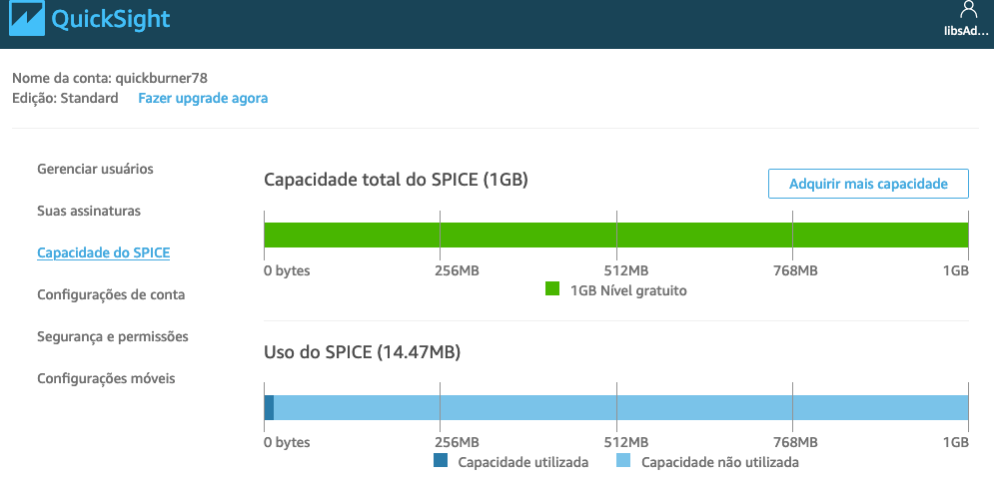 QuickSight
libsAd...
Nome da conta: quickburner78
Edição: Standard Fazer upgrade agora
Gerenciar usuários
Suas assinaturas
Capacidade do SPICE
Configurações de conta
Segurança e permissões
Configurações móveis
Capacidade total do SPICE (1GB)
Adquirir mais capacidade
0 bytes 256MB 512MB 768MB 1GB
1GB Nível gratuito
Uso do SPICE (14.47MB)
0 bytes 256MB 512MB 768MB 1GB
Capacidade utilizada Capacidade não utilizada